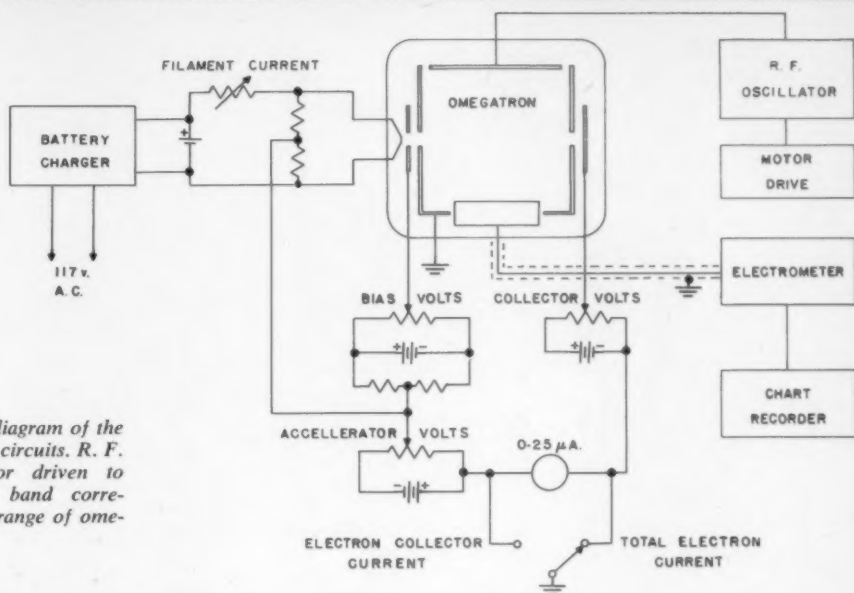 FILAMENT CURRENT
BATTERY
CHARGER
+
117 v.
A. C.
OMEGATRON
R. F.
OSCILLATOR
MOTOR
DRIVE
ELECTROMETER
CHART
RECORDER
BIAS VOLTS
+ -
COLLECTOR VOLTS
+ -
ACCELLERATOR VOLTS
- +
0-25 μA.
ELECTRON COLLECTOR
CURRENT
TOTAL ELECTRON
CURRENT
diagram of the
circuits. R. F.
or driven to
band corre-
range of ome-